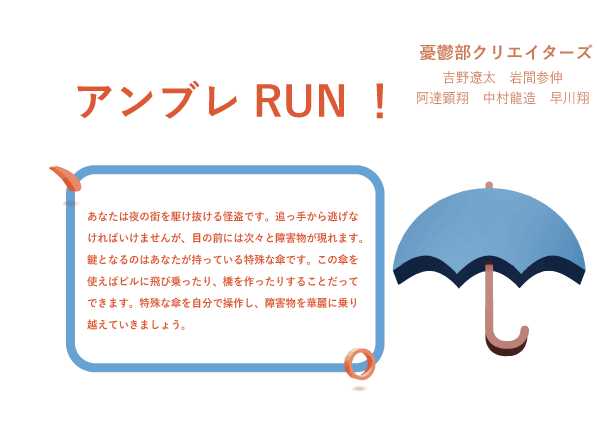 憂鬱部クリエイターズ
吉野遼太　岩間参伸
阿達顕翔　中村龍造　早川翔
アンブレ RUN ！
あなたは夜の街を駆け抜ける怪盗です。追っ手から逃げな
ければいけませんが、目の前には次々と障害物が現れます。
鍵となるのはあなたが持っている特殊な傘です。この傘を
使えばビルに飛び乗ったり、橋を作ったりすることだって
できます。特殊な傘を自分で操作し、障害物を華麗に乗り
越えていきましょう。